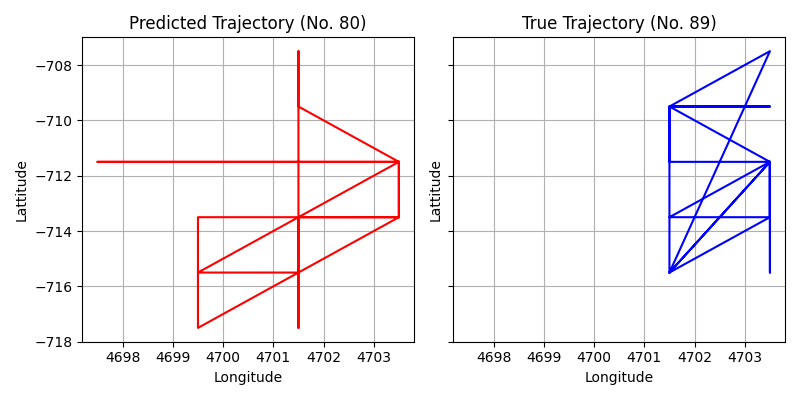 Predicted Trajectory (No. 80)
True Trajectory (No. 89)
Lattitude
−708
−710
−712
−714
−716
−718
4698 4699 4700 4701 4702 4703
Longitude
Lattitude
4698 4699 4700 4701 4702 4703
Longitude